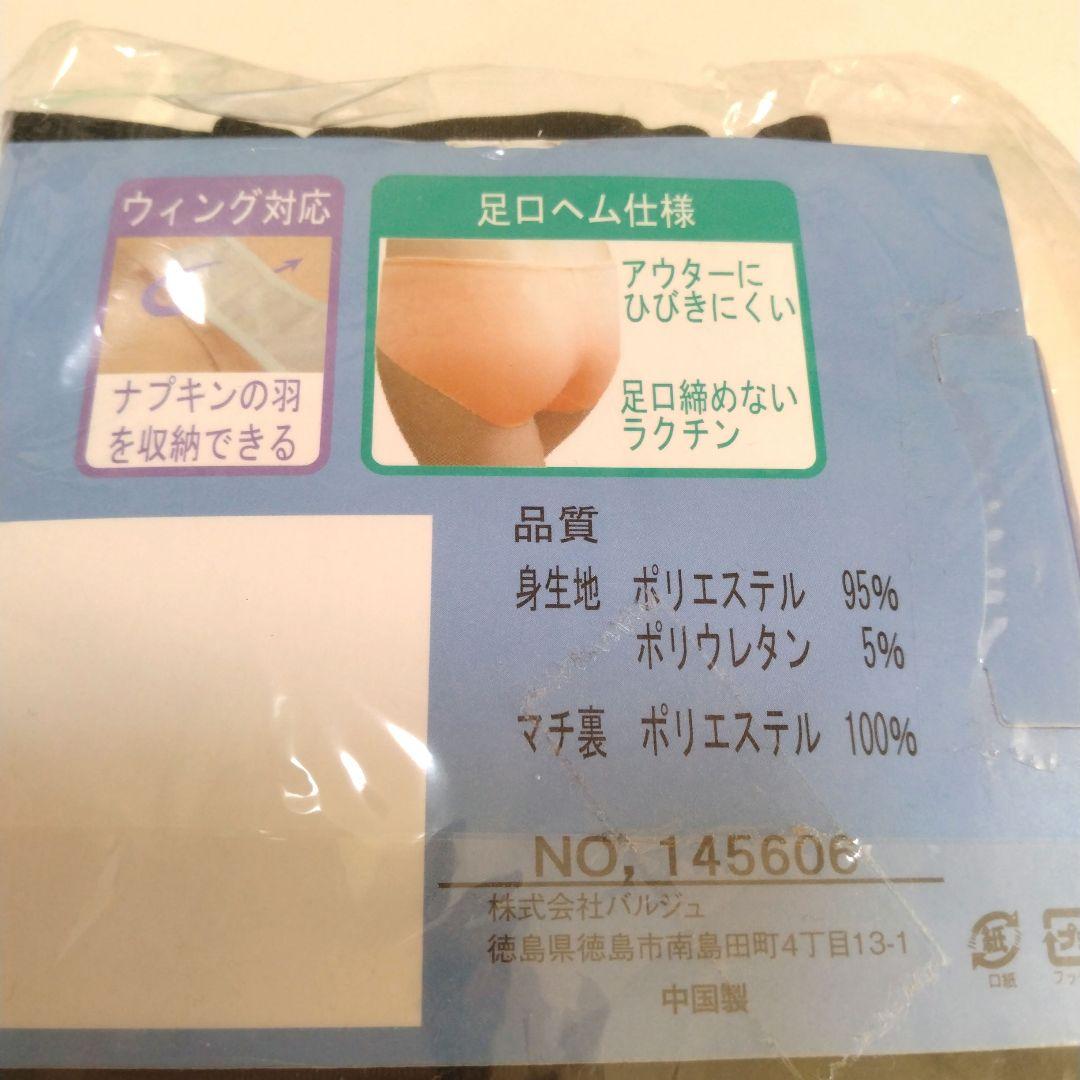 ウィング対応
ナプキンの羽
を収納できる
足口ヘム仕様
アウターに
ひびきにくい
足口締めない
ラクチン
品質
身生地 ポリエステル 95%
ポリウレタン 5%
マチ裏 ポリエステル 100%
NO, 145606
株式会社バルジュ
徳島県徳島市南島田町4丁目13-1
中国製
紙
口紙
プ